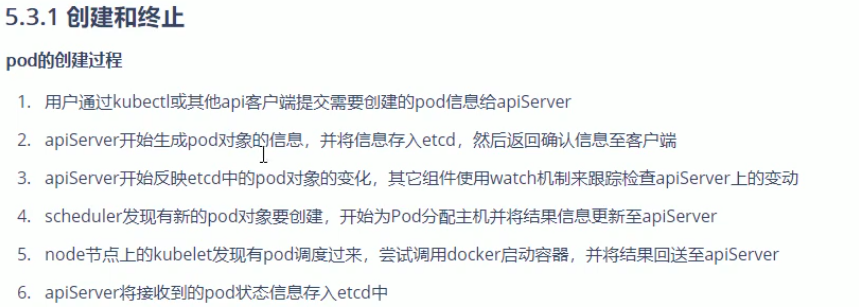 5.3.1 创建和终止
pod的创建过程
1. 用户通过kubectl或其他api客户端提交需要创建的pod信息给apiServer
2. apiServer开始生成pod对象的信息，并将信息存入etcd，然后返回确认信息至客户端
3. apiServer开始反映etcd中的pod对象的变化，其它组件使用watch机制来跟踪检查apiServer上的变动
4. scheduler发现有新的pod对象要创建，开始为Pod分配主机并将结果信息更新至apiServer
5. node节点上的kubelet发现有pod调度过来，尝试调用docker启动容器，并将结果回送至apiServer
6. apiServer将接收到的pod状态信息存入etcd中